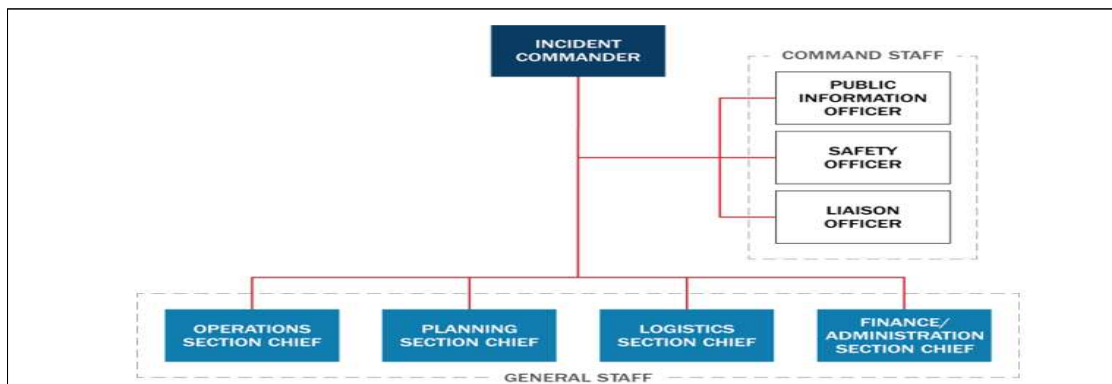 INCIDENT
COMMANDER
COMMAND STAFF
PUBLIC
INFORMATION
OFFICER
SAFETY
OFFICER
LIAISON
OFFICER
OPERATIONS
SECTION CHIEF
PLANNING
SECTION CHIEF
LOGISTICS
SECTION CHIEF
FINANCE/
ADMINISTRATION
SECTION CHIEF
GENERAL STAFF